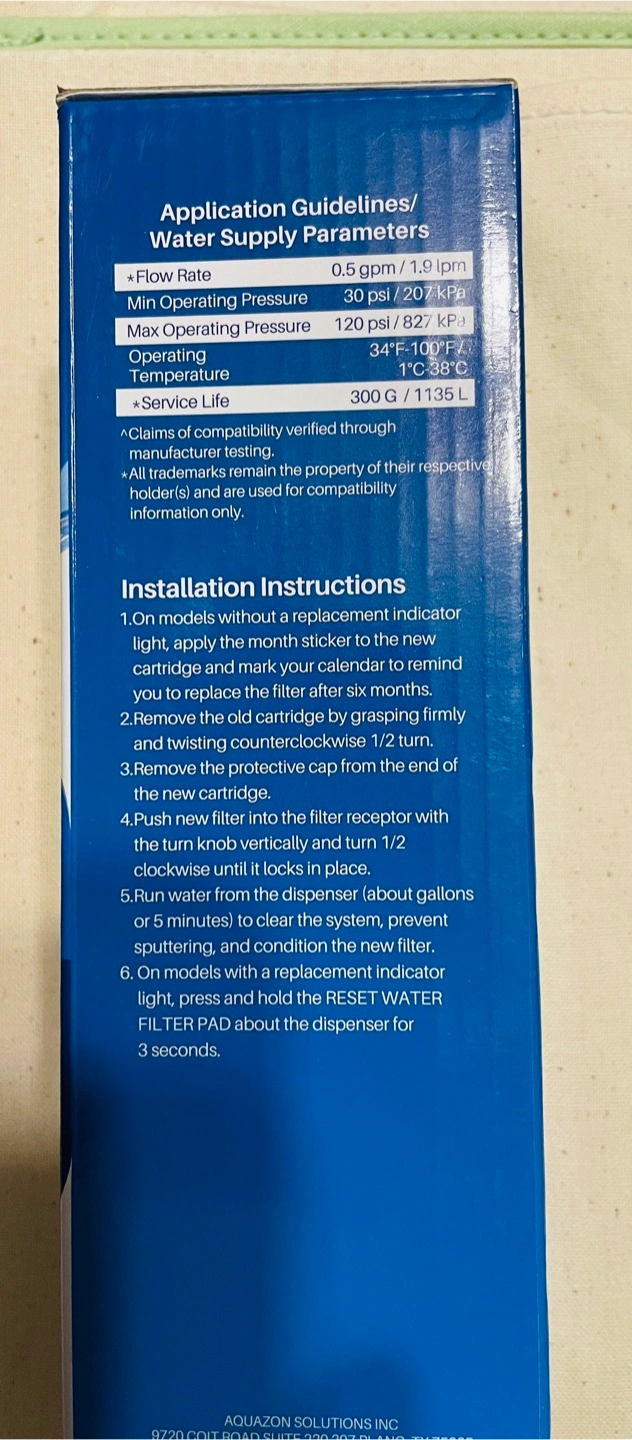 Application Guidelines/
Water Supply Parameters
*Flow Rate 0.5 gpm / 1.9 lpm
Min Operating Pressure 30 psi / 207 kPa
Max Operating Pressure 120 psi / 827 kPa
Operating 34°F-100°F /
Temperature 1°C-38°C
*Service Life 300 G / 1135 L
^Claims of compatibility verified through
manufacturer testing.
*All trademarks remain the property of their respective
holder(s) and are used for compatibility
information only.
Installation Instructions
1.On models without a replacement indicator
light, apply the month sticker to the new
cartridge and mark your calendar to remind
you to replace the filter after six months.
2.Remove the old cartridge by grasping firmly
and twisting counterclockwise 1/2 turn.
3.Remove the protective cap from the end of
the new cartridge.
4.Push new filter into the filter receptor with
the turn knob vertically and turn 1/2
clockwise until it locks in place.
5.Run water from the dispenser (about gallons
or 5 minutes) to clear the system, prevent
sputtering, and condition the new filter.
6. On models with a replacement indicator
light, press and hold the RESET WATER
FILTER PAD about the dispenser for
3 seconds.
AQUAZON SOLUTIONS INC
9720 COIT ROAD SUITE